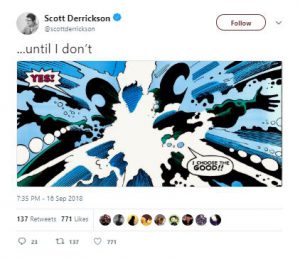 Scott Derrickson
@scottderrickson
Follow
...until I don't
YES!
I CHOOSE THE
GOOD!!
7:35 PM - 16 Sep 2018
137 Retweets 771 Likes
23 137 771